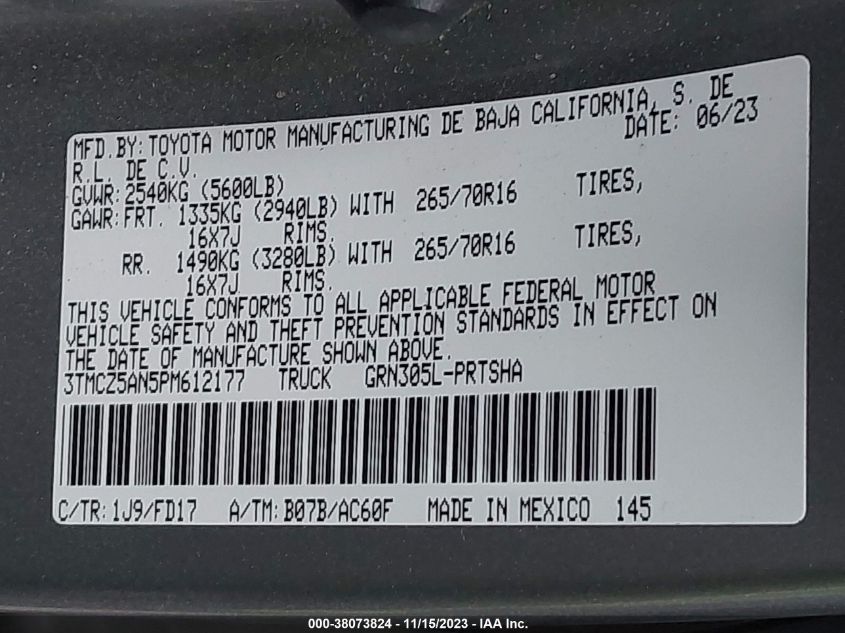 MFD.BY: TOYOTA MOTOR MANUFACTURING DE BAJA CALIFORNIA, S. DE
R.L. DE C.V. DATE: 06/23
GVWR: 2540KG (5600LB)
GAWR: FRT. 1335KG (2940LB) WITH 265/70R16 TIRES,
16X7J RIMS.
RR. 1490KG (3280LB) WITH 265/70R16 TIRES,
16X7J RIMS.
THIS VEHICLE CONFORMS TO ALL APPLICABLE FEDERAL MOTOR
VEHICLE SAFETY AND THEFT PREVENTION STANDARDS IN EFFECT ON
THE DATE OF MANUFACTURE SHOWN ABOVE.
3TMCZ5AN5PM612177 TRUCK GRN305L-PRTSHA
C/TR: 1J9/FD17 A/TM: B07B/AC60F MADE IN MEXICO 145
000-38073824 - 11/15/2023 - IAA Inc.